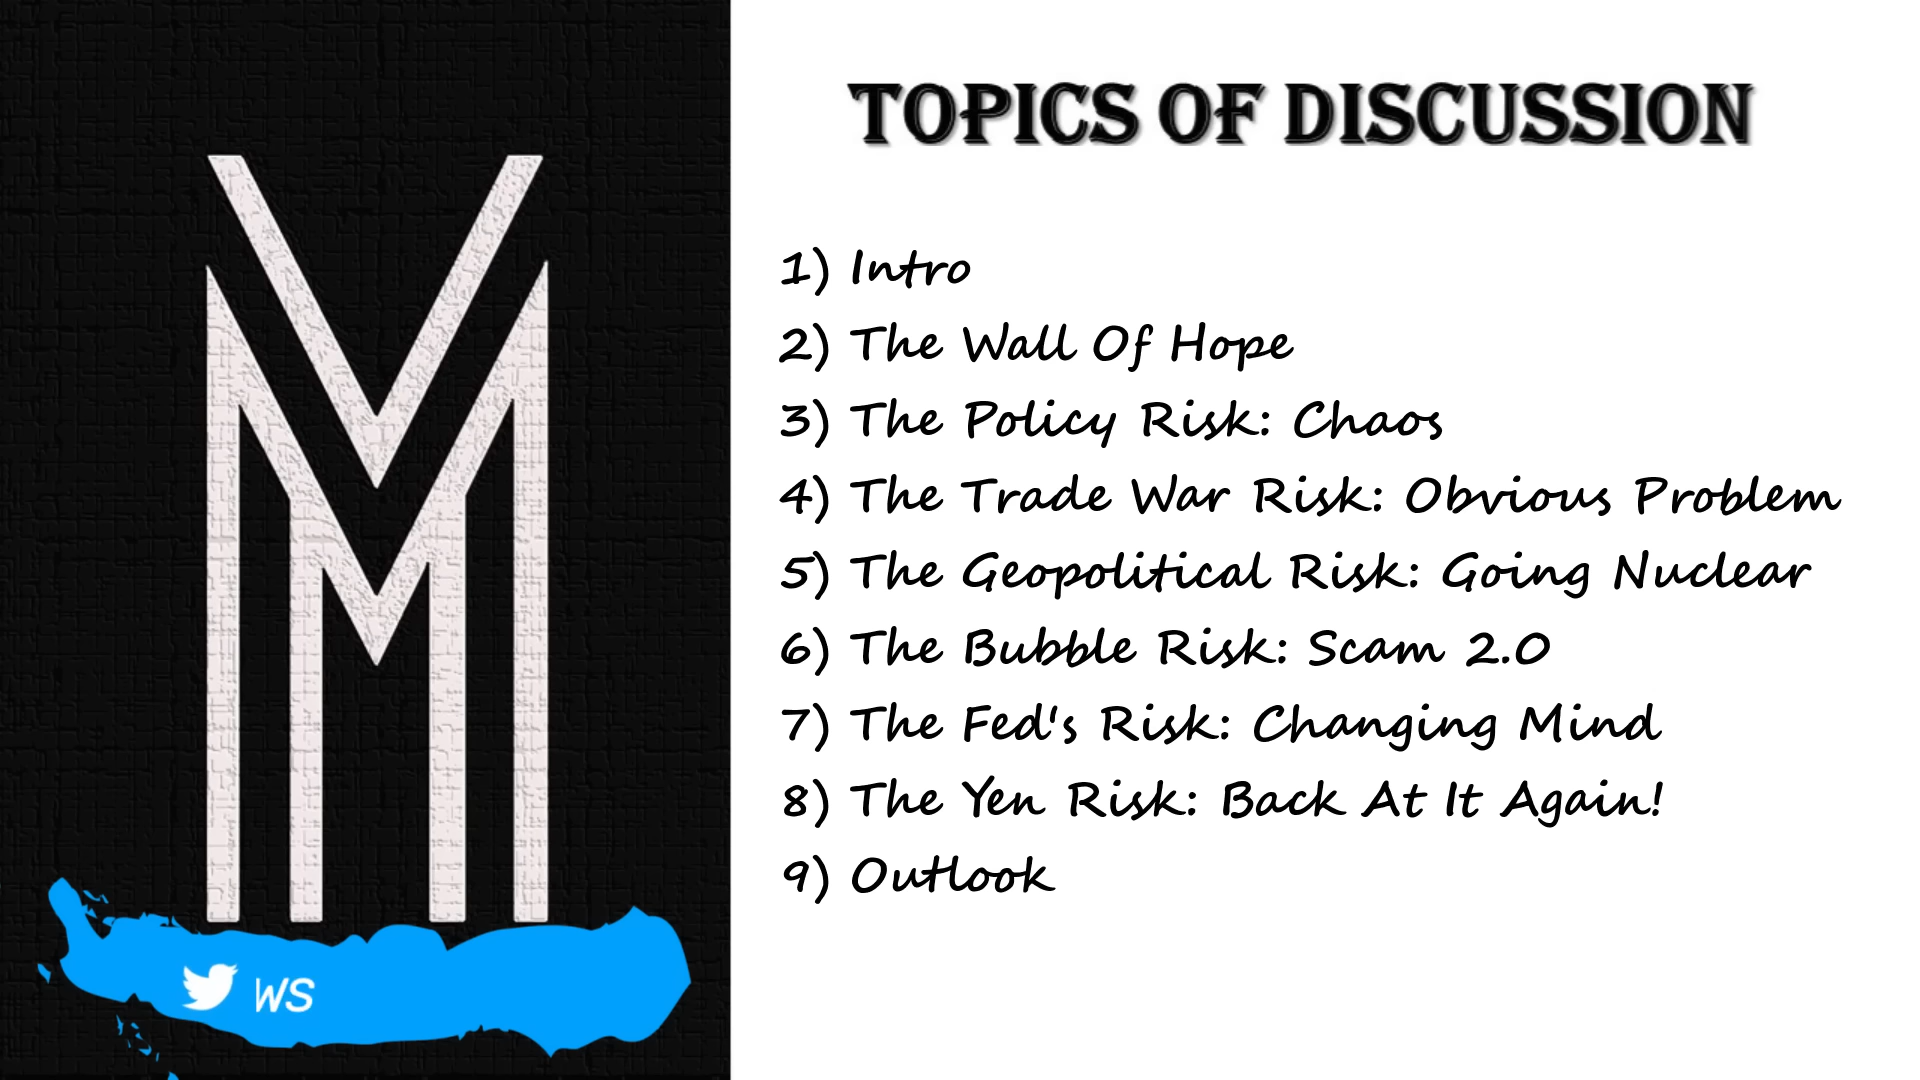 TOPICS OF DISCUSSION
1) Intro
2) The Wall Of Hope
3) The Policy Risk: Chaos
4) The Trade War Risk: Obvious Problem
5) The Geopolitical Risk: Going Nuclear
6) The Bubble Risk: Scam 2.0
7) The Fed's Risk: Changing Mind
8) The Yen Risk: Back At It Again!
9) Outlook
WS